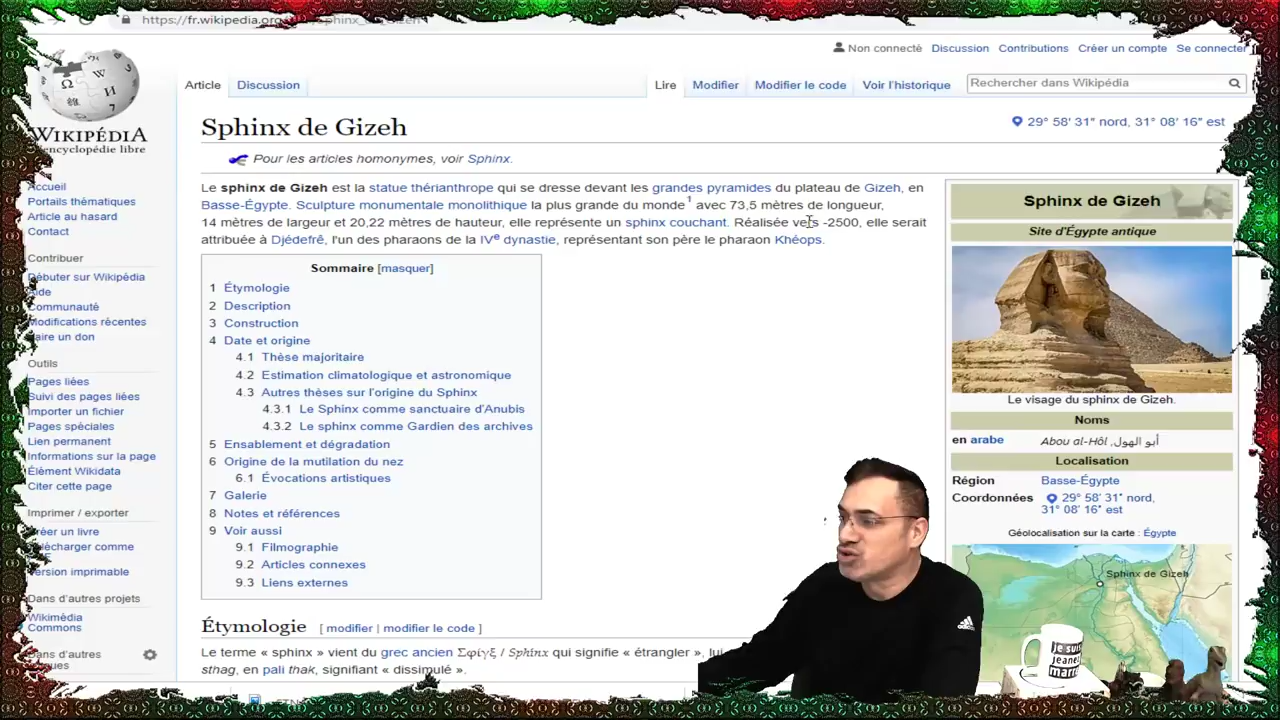 https://fr.wikipedia.org
Non connecté Discussion Contributions Créer un compte Se connecter
Article Discussion Lire Modifier Modifier le code Voir l'historique Rechercher dans Wikipédia
WIKIPÉDIA
encyclopédie libre
Sphinx de Gizeh
29° 58′ 31″ nord, 31° 08′ 16″ est
Pour les articles homonymes, voir Sphinx.
Le sphinx de Gizeh est la statue thérianthrope qui se dresse devant les grandes pyramides du plateau de Gizeh, en
Basse-Égypte. Sculpture monumentale monolithique la plus grande du monde1 avec 73,5 mètres de longueur,
14 mètres de largeur et 20,22 mètres de hauteur, elle représente un sphinx couchant. Réalisée vers -2500, elle serait
attribuée à Djédefrê, l'un des pharaons de la IVe dynastie, représentant son père le pharaon Khéops.
Accueil
Portails thématiques
Article au hasard
Contact
Contribuer
Débuter sur Wikipédia
Aide
Communauté
Modifications récentes
Faire un don
Outils
Pages liées
Suivi des pages liées
Importer un fichier
Pages spéciales
Lien permanent
Informations sur la page
Élément Wikidata
Citer cette page
Imprimer / exporter
Créer un livre
Télécharger comme
Version imprimable
Dans d'autres projets
Wikimédia
Commons
Dans d'autres
Sommaire [masquer]
1 Étymologie
2 Description
3 Construction
4 Date et origine
4.1 Thèse majoritaire
4.2 Estimation climatologique et astronomique
4.3 Autres thèses sur l'origine du Sphinx
4.3.1 Le Sphinx comme sanctuaire d'Anubis
4.3.2 Le sphinx comme Gardien des archives
5 Ensablement et dégradation
6 Origine de la mutilation du nez
6.1 Évocations artistiques
7 Galerie
8 Notes et références
9 Voir aussi
9.1 Filmographie
9.2 Articles connexes
9.3 Liens externes
Étymologie [ modifier | modifier le code ]
Le terme « sphinx » vient du grec ancien Σφίγξ / Sphinx qui signifie « étrangler », lui
sthag, en pali thak, signifiant « dissimulé ».
Sphinx de Gizeh
Site d'Égypte antique
Le visage du sphinx de Gizeh.
Noms
en arabe Abou al-Hôl, أبو الهول
Localisation
Région Basse-Égypte
Coordonnées 29° 58′ 31″ nord,
31° 08′ 16″ est
Géolocalisation sur la carte : Égypte
Sphinx de Gizeh
adidas
je suis
jeanel
marr